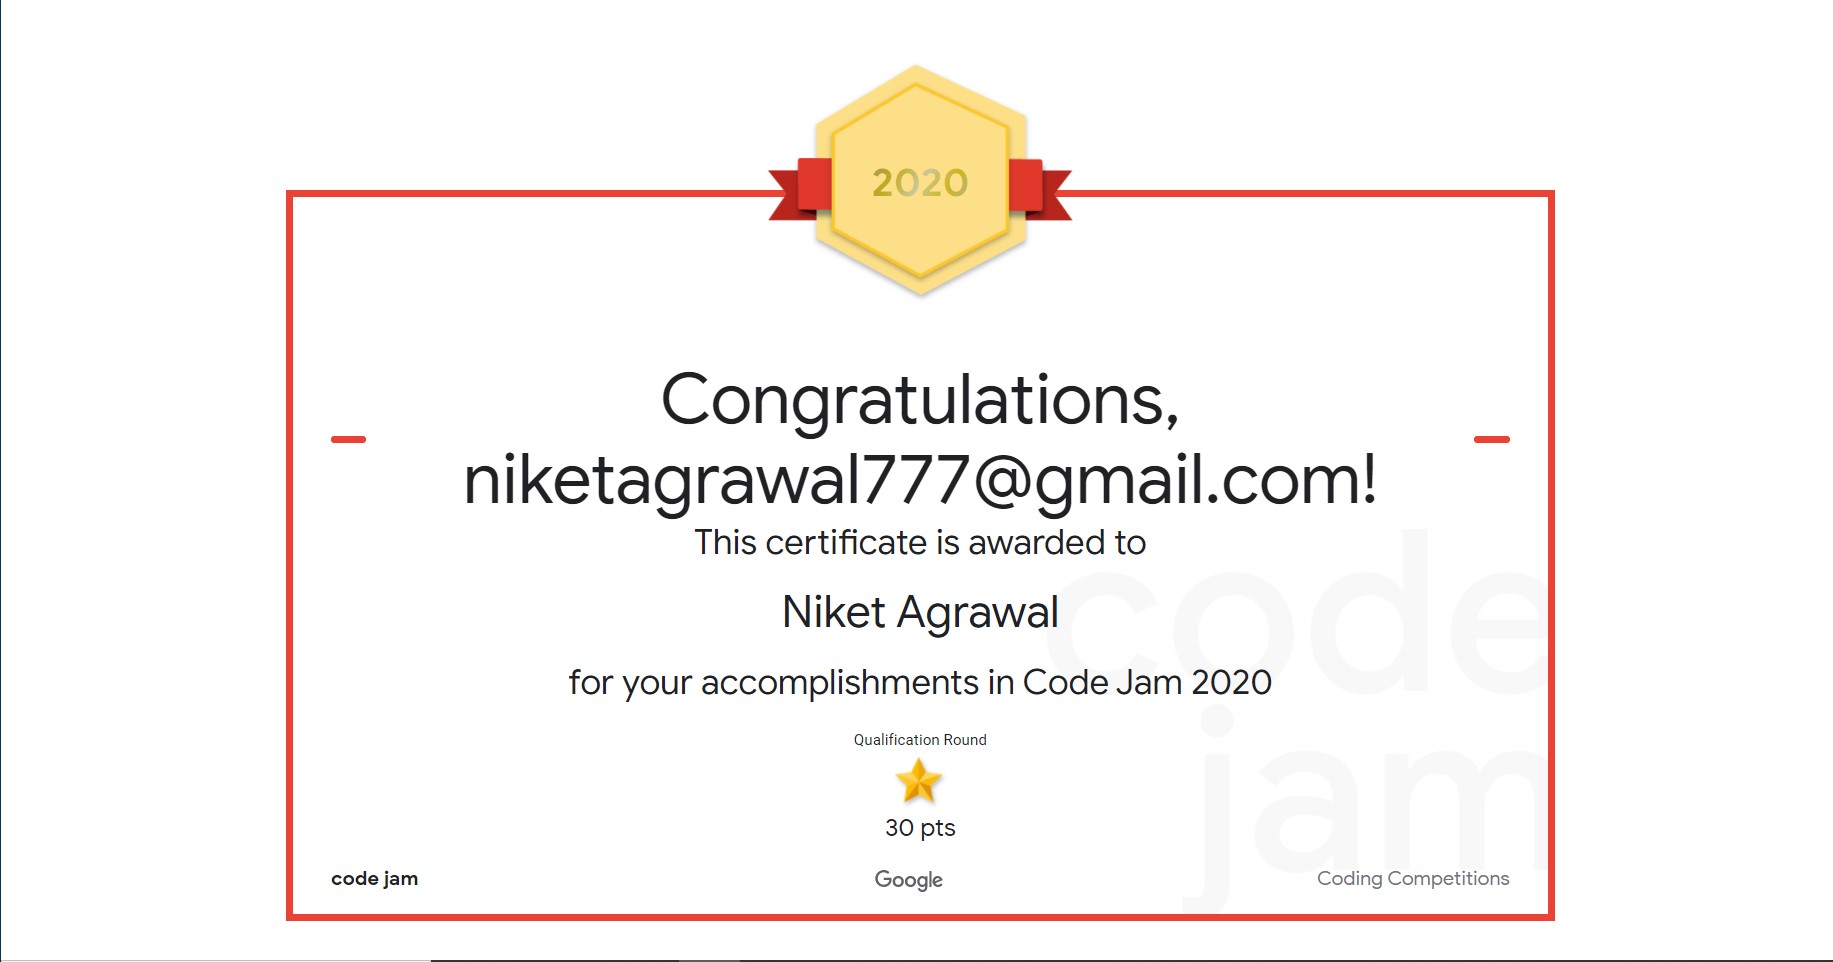 2020
Congratulations,
niketagrawal777@gmail.com!
This certificate is awarded to
Niket Agrawal
for your accomplishments in Code Jam 2020
Qualification Round
30 pts
code jam
Google
Coding Competitions
code
jam